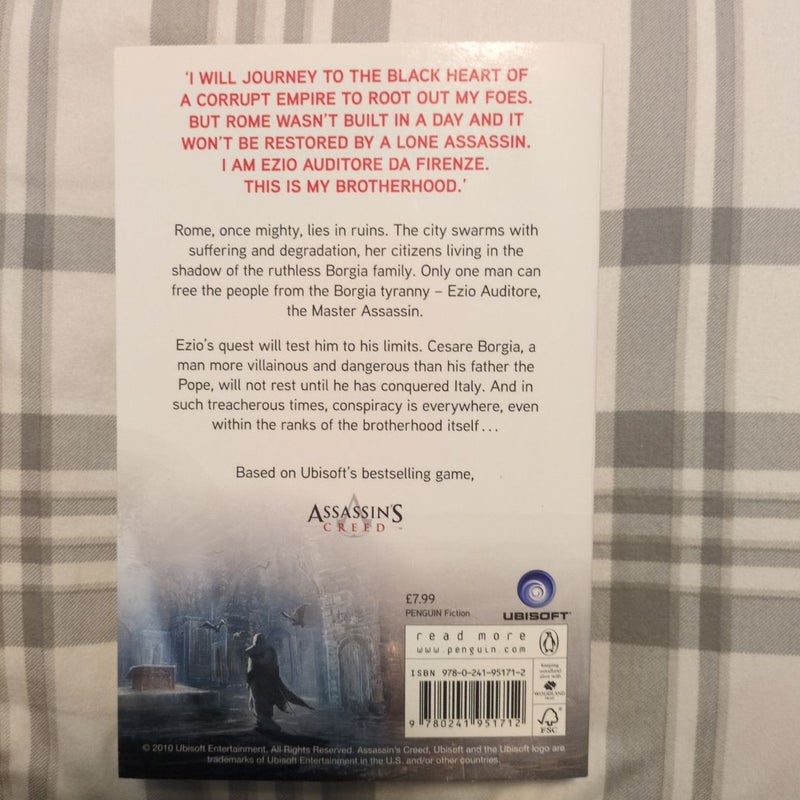 'I WILL JOURNEY TO THE BLACK HEART OF
A CORRUPT EMPIRE TO ROOT OUT MY FOES.
BUT ROME WASN'T BUILT IN A DAY AND IT
WON'T BE RESTORED BY A LONE ASSASSIN.
I AM EZIO AUDITORE DA FIRENZE.
THIS IS MY BROTHERHOOD.'
Rome, once mighty, lies in ruins. The city swarms with
suffering and degradation, her citizens living in the
shadow of the ruthless Borgia family. Only one man can
free the people from the Borgia tyranny – Ezio Auditore,
the Master Assassin.
Ezio's quest will test him to his limits. Cesare Borgia, a
man more villainous and dangerous than his father the
Pope, will not rest until he has conquered Italy. And in
such treacherous times, conspiracy is everywhere, even
within the ranks of the brotherhood itself...
Based on Ubisoft's bestselling game,
ASSASSIN'S
CREED
£7.99
PENGUIN Fiction
UBISOFT
read more
www.penguin.com
ISBN 978-0-241-95171-2
9 780241 951712
keeping
woodland
alive with
WOODLAND
TRUST
FSC
© 2010 Ubisoft Entertainment. All Rights Reserved. Assassin's Creed, Ubisoft and the Ubisoft logo are
trademarks of Ubisoft Entertainment in the U.S. and/or other countries.